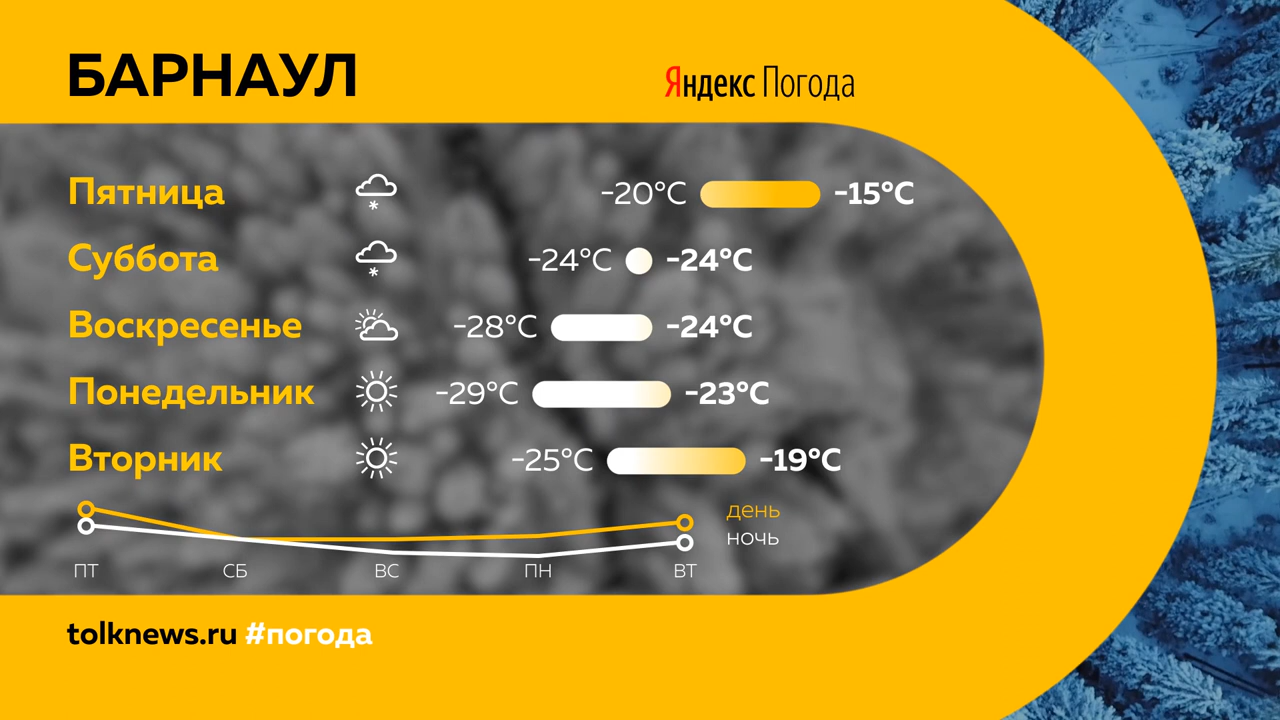 БАРНАУЛ
Яндекс Погода
Пятница -20°C -15°C
Суббота -24°C -24°C
Воскресенье -28°C -24°C
Понедельник -29°C -23°C
Вторник -25°C -19°C
день
ночь
ПТ СБ ВС ПН ВТ
tolknews.ru #погода